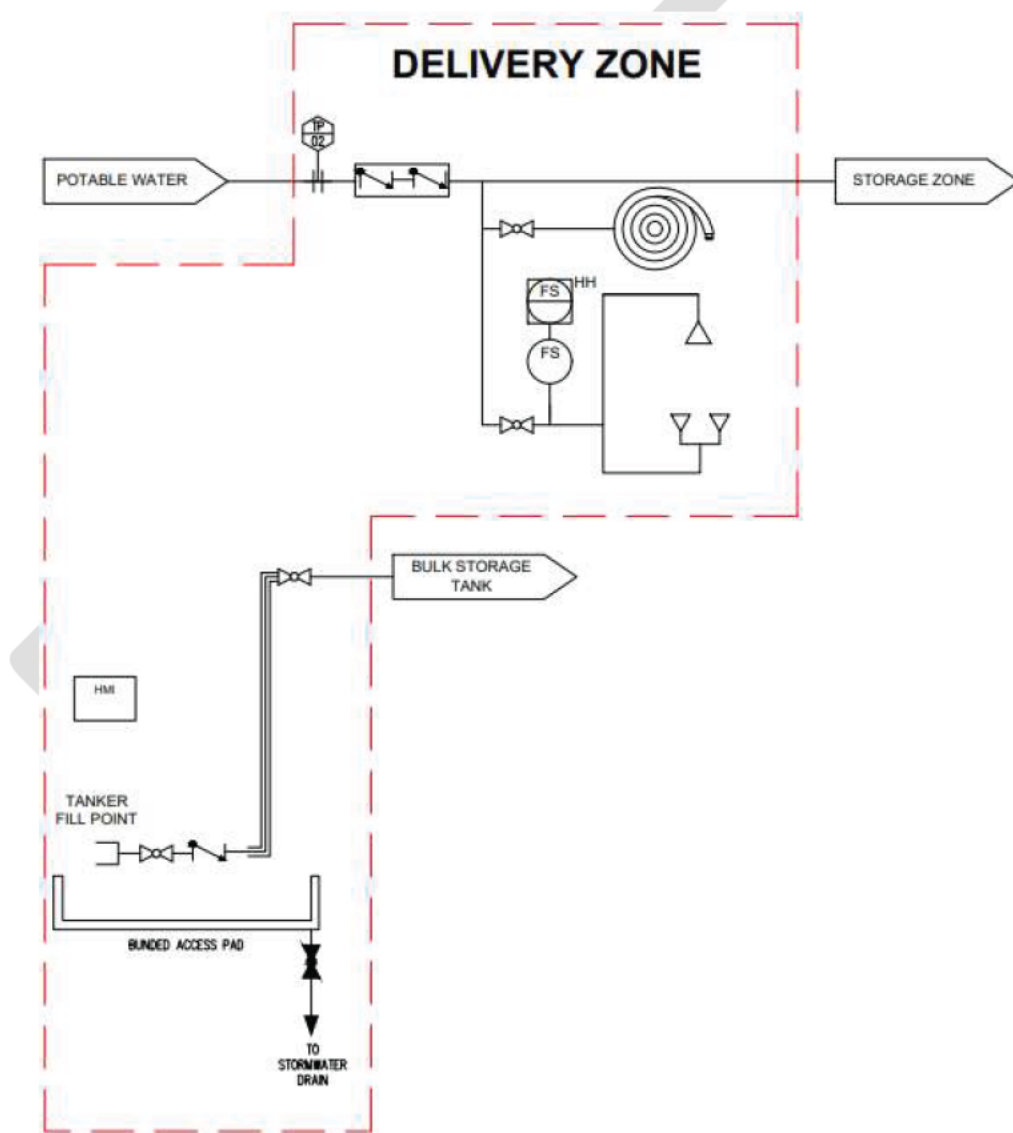 DELIVERY ZONE
TP
02
POTABLE WATER
STORAGE ZONE
FS
HH
FS
BULK STORAGE
TANK
HMI
TANKER
FILL POINT
BUNDED ACCESS PAD
TO
STORMWATER
DRAIN